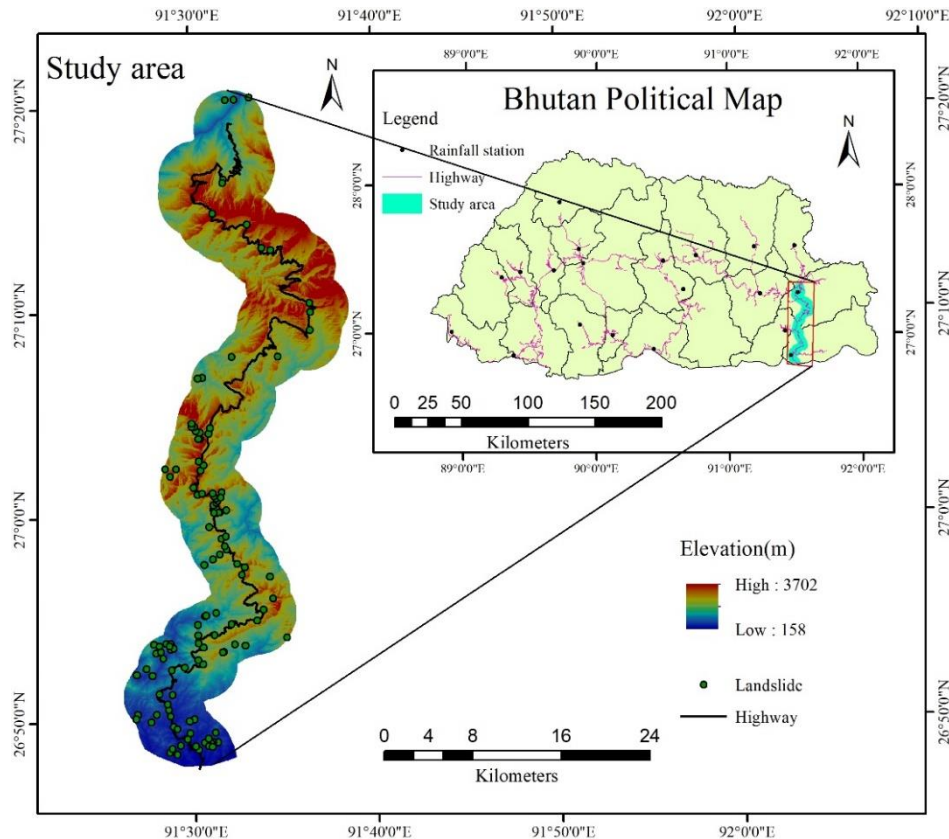 91°30'0"E 91°40'0"E 91°50'0"E 92°0'0"E 92°10'0"E
Study area
N
89°0'0"E 90°0'0"E 91°0'0"E 92°0'0"E
Bhutan Political Map
Legend
N
Rainfall station
Highway
Study area
28°0'0"N
28°0'0"N
27°0'0"N
27°0'0"N
0 25 50 100 150 200
Kilometers
89°0'0"E 90°0'0"E 91°0'0"E 92°0'0"E
27°20'0"N
27°20'0"N
27°10'0"N
27°10'0"N
27°0'0"N
27°0'0"N
26°50'0"N
26°50'0"N
Elevation(m)
High : 3702
Low : 158
Landslide
Highway
0 4 8 16 24
Kilometers
91°30'0"E 91°40'0"E 91°50'0"E 92°0'0"E